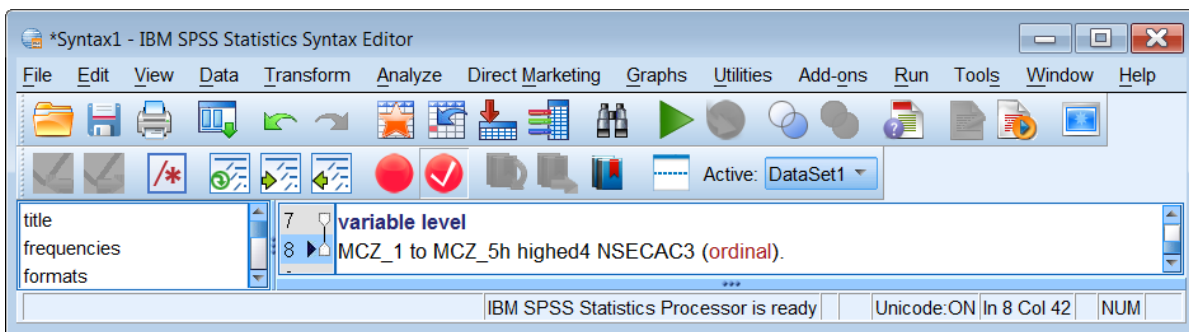 *Syntax1 - IBM SPSS Statistics Syntax Editor
File Edit View Data Transform Analyze Direct Marketing Graphs Utilities Add-ons Run Tools Window Help
/*
Active: DataSet1
title
frequencies
formats
7 variable level
8 MCZ_1 to MCZ_5h highed4 NSECAC3 (ordinal).
IBM SPSS Statistics Processor is ready Unicode:ON In 8 Col 42 NUM